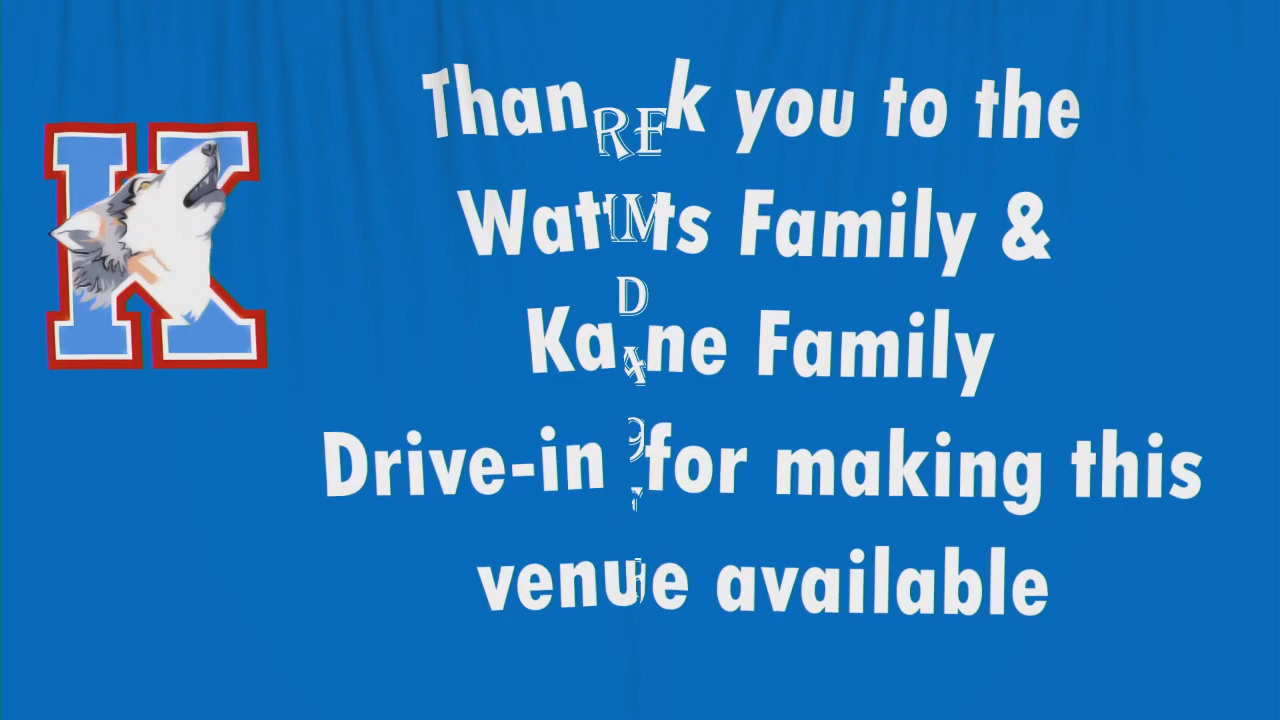 Thank you to the
Watts Family &
Kane Family
Drive-in for making this
venue available
K